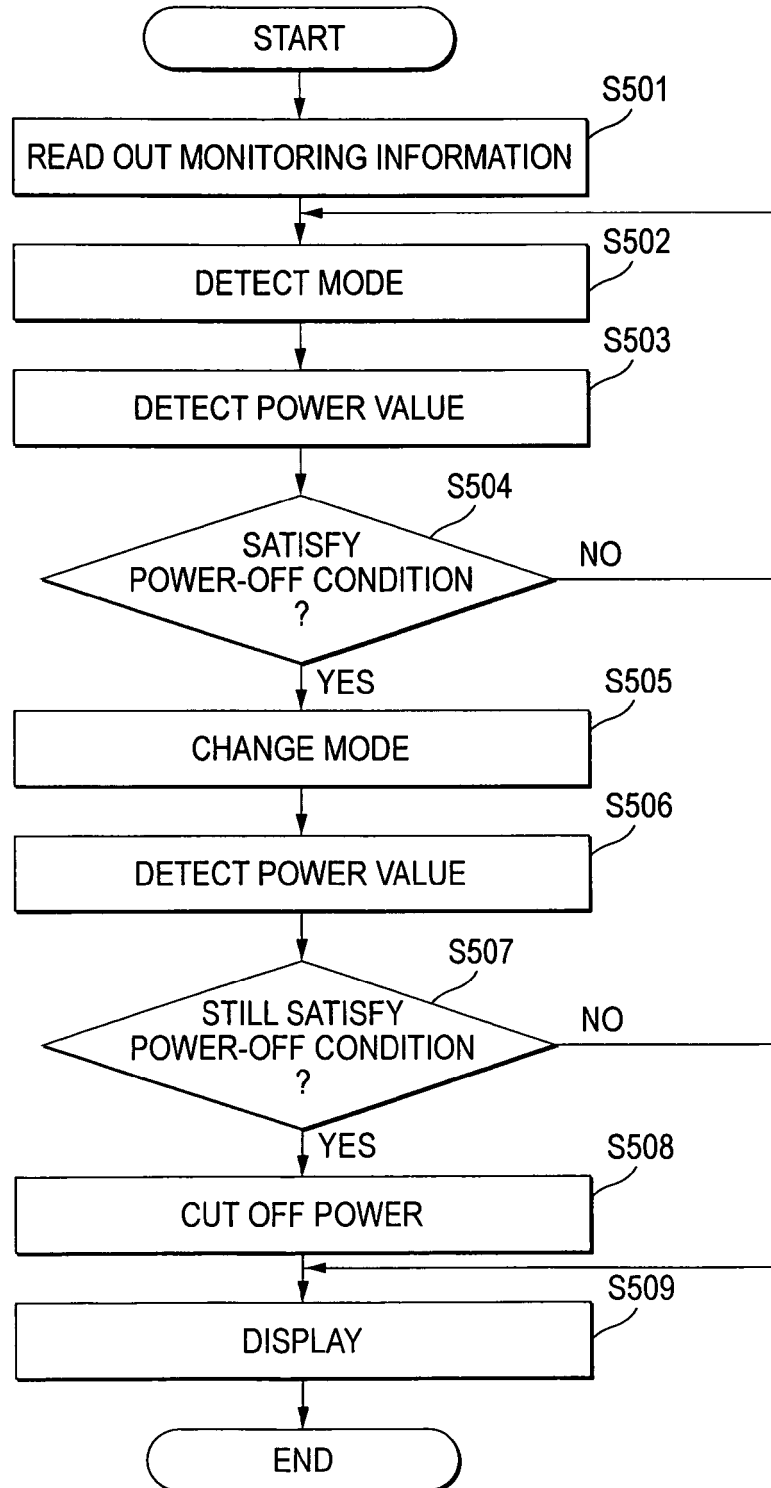 START
S501
READ OUT MONITORING INFORMATION
S502
DETECT MODE
S503
DETECT POWER VALUE
S504
SATISFY
POWER-OFF CONDITION
?
NO
YES
S505
CHANGE MODE
S506
DETECT POWER VALUE
S507
STILL SATISFY
POWER-OFF CONDITION
?
NO
YES
S508
CUT OFF POWER
S509
DISPLAY
END